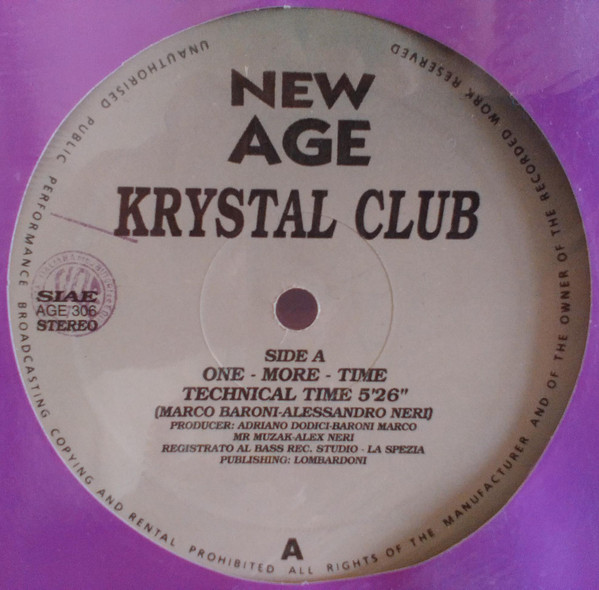 NEW
AGE
KRYSTAL CLUB
SIAE
AGE 306
STEREO
SIDE A
ONE - MORE - TIME
TECHNICAL TIME 5'26"
(MARCO BARONI-ALESSANDRO NERI)
PRODUCER: ADRIANO DODICI-BARONI MARCO
MR MUZAK-ALEX NERI
REGISTRATO AL BASS REC. STUDIO - LA SPEZIA
PUBLISHING: LOMBARDONI
A
UNAUTHORISED PUBLIC PERFORMANCE BROADCASTING COPYING AND RENTAL PROHIBITED ALL RIGHTS OF THE MANUFACTURER AND OF THE OWNER OF THE RECORDED WORK RESERVED